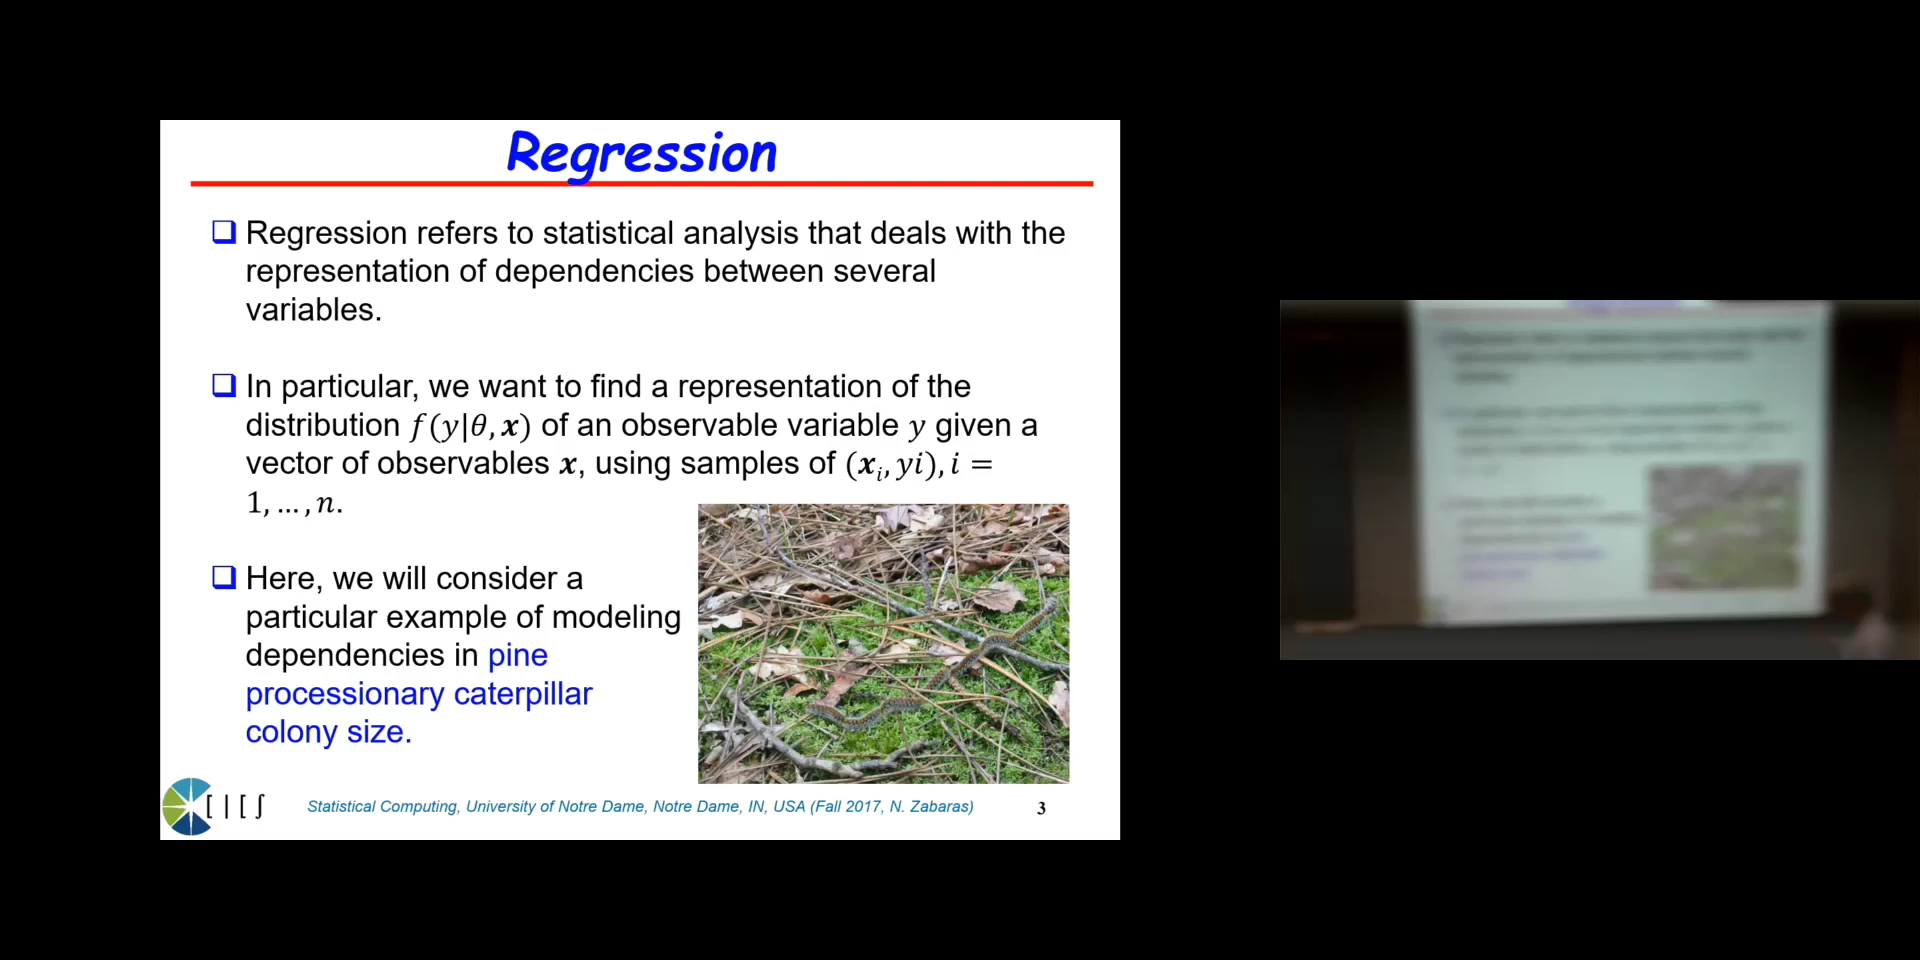 Regression
❑ Regression refers to statistical analysis that deals with the
representation of dependencies between several
variables.
❑ In particular, we want to find a representation of the
distribution f(y|θ, x) of an observable variable y given a
vector of observables x, using samples of (xᵢ, yi), i =
1, … , n.
❑ Here, we will consider a
particular example of modeling
dependencies in pine
processionary caterpillar
colony size.
Statistical Computing, University of Notre Dame, Notre Dame, IN, USA (Fall 2017, N. Zabaras)
3